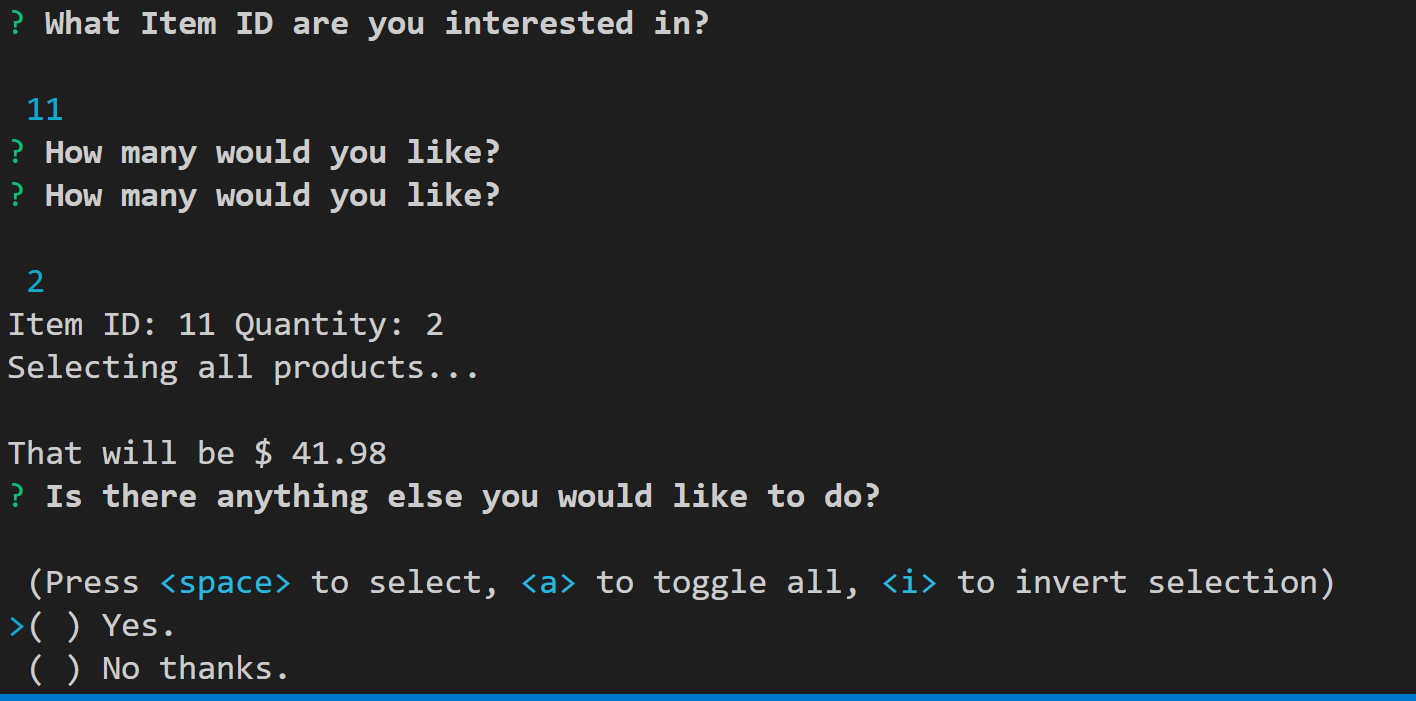 ? What Item ID are you interested in?
11
? How many would you like?
? How many would you like?
2
Item ID: 11 Quantity: 2
Selecting all products...
That will be $ 41.98
? Is there anything else you would like to do?
(Press <space> to select, <a> to toggle all, <i> to invert selection)
>( ) Yes.
( ) No thanks.